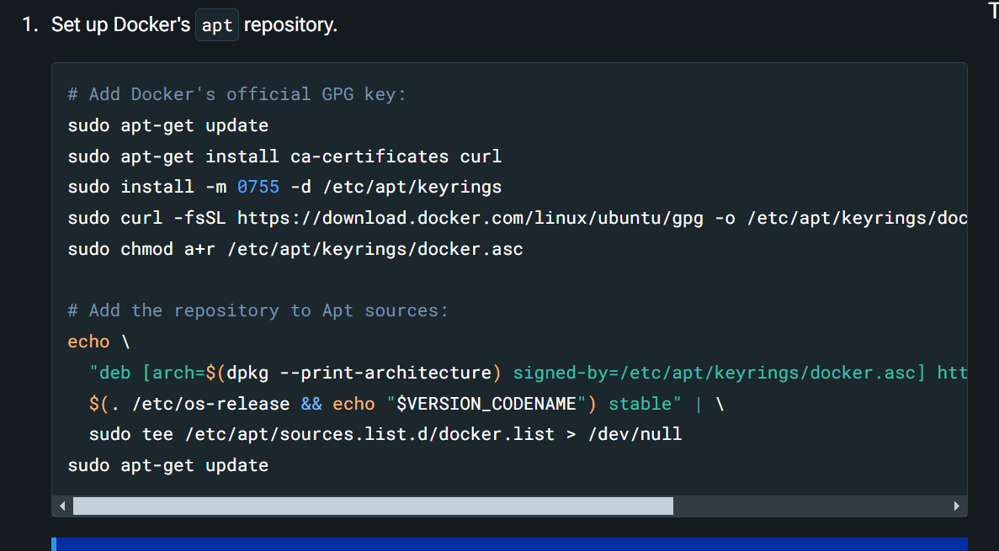 T
1. Set up Docker's apt repository.
# Add Docker's official GPG key:
sudo apt-get update
sudo apt-get install ca-certificates curl
sudo install -m 0755 -d /etc/apt/keyrings
sudo curl -fsSL https://download.docker.com/linux/ubuntu/gpg -o /etc/apt/keyrings/doc
sudo chmod a+r /etc/apt/keyrings/docker.asc
# Add the repository to Apt sources:
echo \
"deb [arch=$(dpkg --print-architecture) signed-by=/etc/apt/keyrings/docker.asc] htt
$(. /etc/os-release && echo "$VERSION_CODENAME") stable" | \
sudo tee /etc/apt/sources.list.d/docker.list > /dev/null
sudo apt-get update